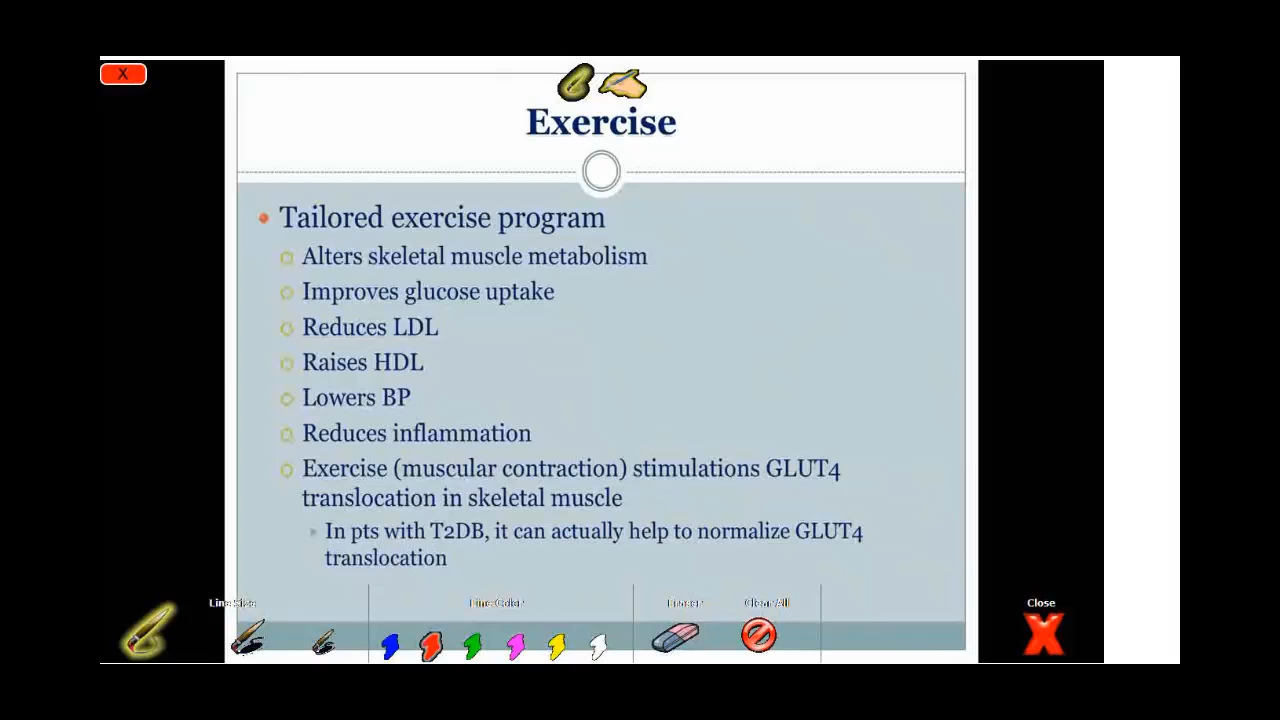 X
Exercise
Tailored exercise program
Alters skeletal muscle metabolism
Improves glucose uptake
Reduces LDL
Raises HDL
Lowers BP
Reduces inflammation
Exercise (muscular contraction) stimulations GLUT4
translocation in skeletal muscle
In pts with T2DB, it can actually help to normalize GLUT4
translocation
Line Size Line Color Eraser Clear All Close